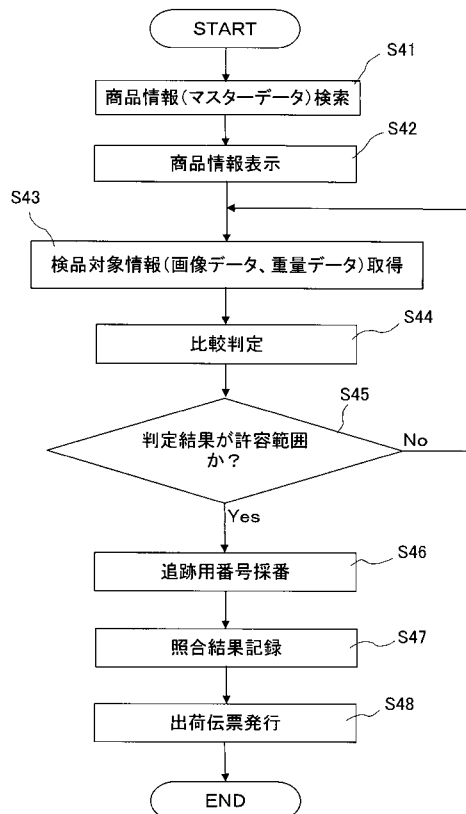 START
S41
商品情報(マスターデータ)検索
S42
商品情報表示
S43
検品対象情報(画像データ、重量データ)取得
S44
比較判定
S45
判定結果が許容範囲
か？
No
Yes
S46
追跡用番号採番
S47
照合結果記録
S48
出荷伝票発行
END